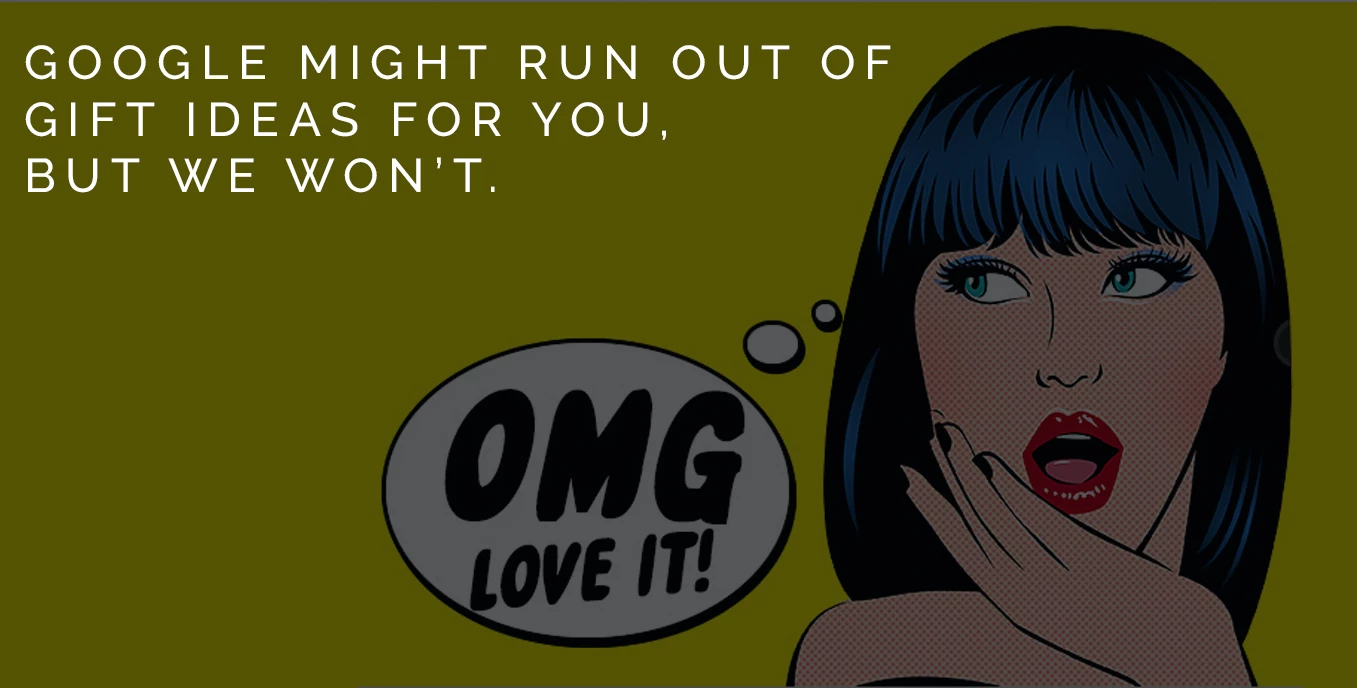 GOOGLE MIGHT RUN OUT OF
GIFT IDEAS FOR YOU,
BUT WE WON’T.
OMG
LOVE IT!